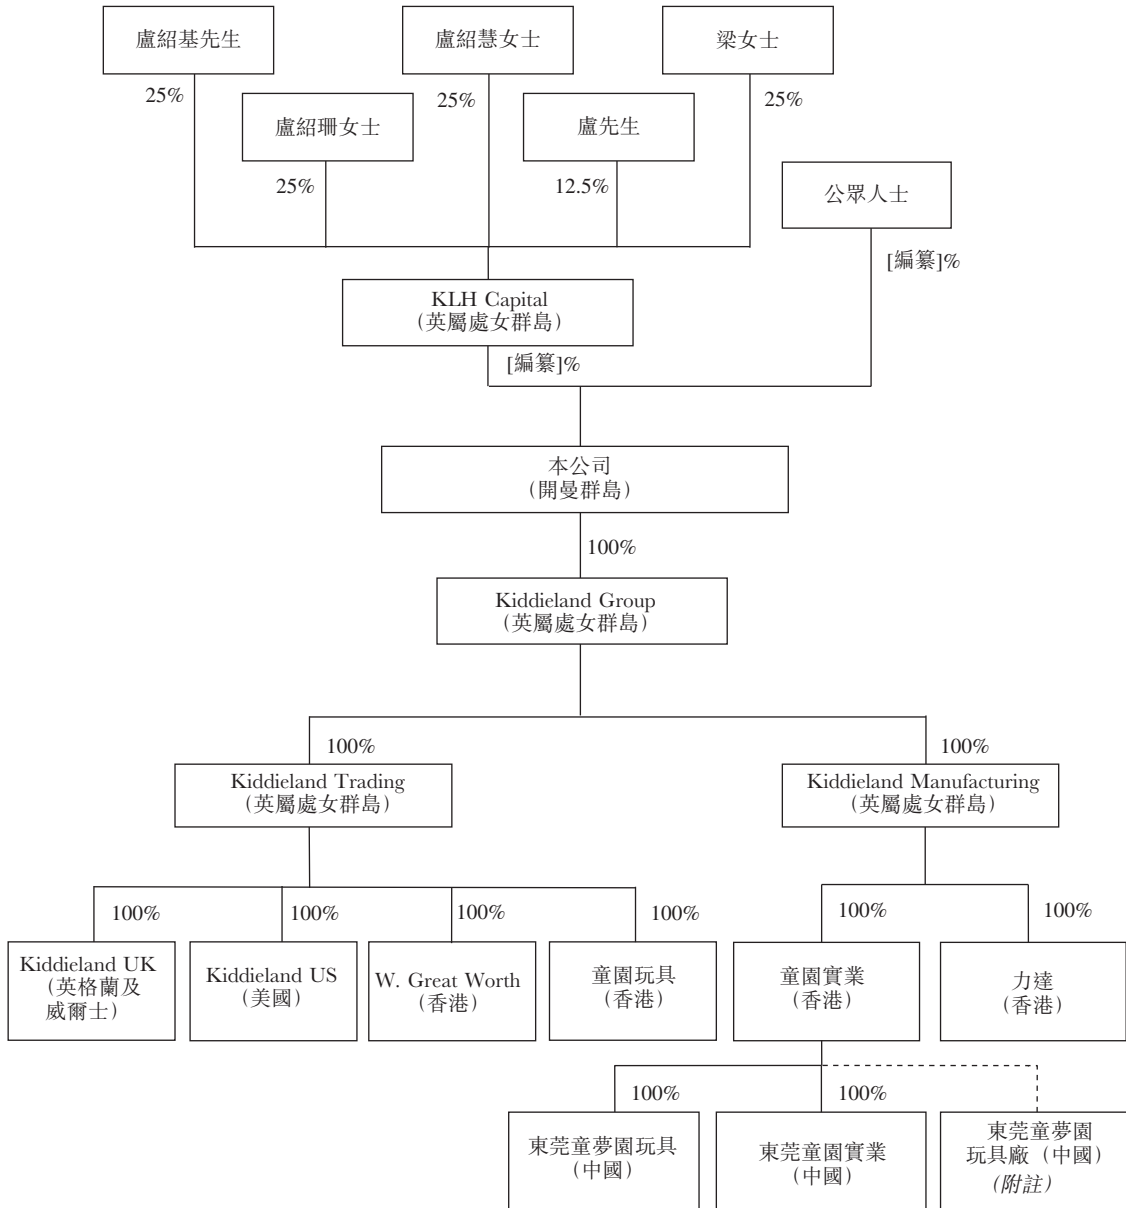 盧紹基先生
盧紹慧女士
梁女士
25%
25%
25%
盧紹珊女士
盧先生
25%
12.5%
公眾人士
[編纂]%
KLH Capital
(英屬處女群島)
[編纂]%
本公司
(開曼群島)
100%
Kiddieland Group
(英屬處女群島)
100%
100%
Kiddieland Trading
(英屬處女群島)
Kiddieland Manufacturing
(英屬處女群島)
100%
100%
100%
100%
100%
100%
Kiddieland UK
(英格蘭及
威爾士)
Kiddieland US
(美國)
W. Great Worth
(香港)
童園玩具
(香港)
童園實業
(香港)
力達
(香港)
100%
100%
東莞童夢園玩具
(中國)
東莞童園實業
(中國)
東莞童夢園
玩具廠(中國)
(附註)